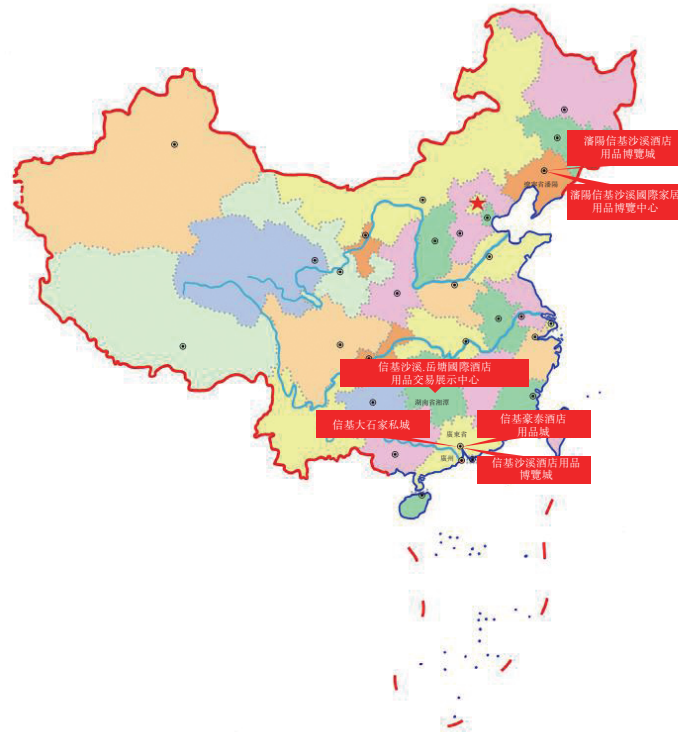 瀋陽信基沙溪酒店
用品博覽城
遼寧省瀋陽
瀋陽信基沙溪國際家居
用品博覽中心
信基沙溪.岳塘國際酒店
用品交易展示中心
湖南省湘潭
信基大石家私城
信基豪泰酒店
用品城
廣東省
廣州
信基沙溪酒店用品
博覽城